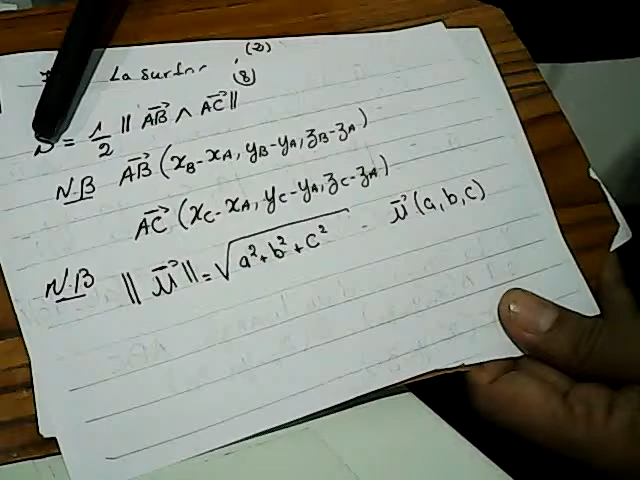 (2)
La surfac (8)
S = 1/2 ‖ AB⃗ ∧ AC⃗ ‖
N.B AB⃗ (xB-xA, yB-yA, zB-zA)
AC⃗ (xC-xA, yC-yA, zC-zA)
N.B ‖ u⃗ ‖ = √a²+b²+c² - u⃗ (a, b, c)